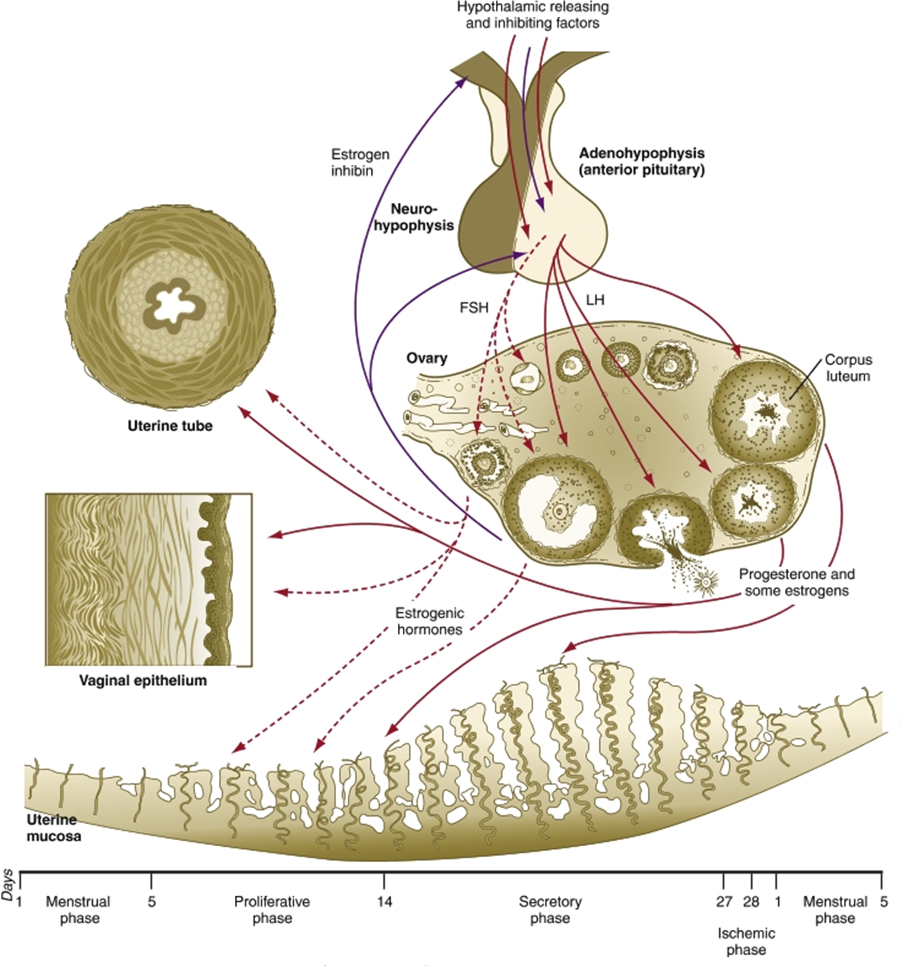 Hypothalamic releasing
and inhibiting factors
Estrogen
inhibin
Adenohypophysis
(anterior pituitary)
Neuro-
hypophysis
FSH
LH
Ovary
Corpus
luteum
Uterine tube
Progesterone and
some estrogens
Estrogenic
hormones
Vaginal epithelium
Uterine
mucosa
Days
1
Menstrual
phase
5
Proliferative
phase
14
Secretory
phase
27
28
1
Ischemic
phase
Menstrual
phase
5